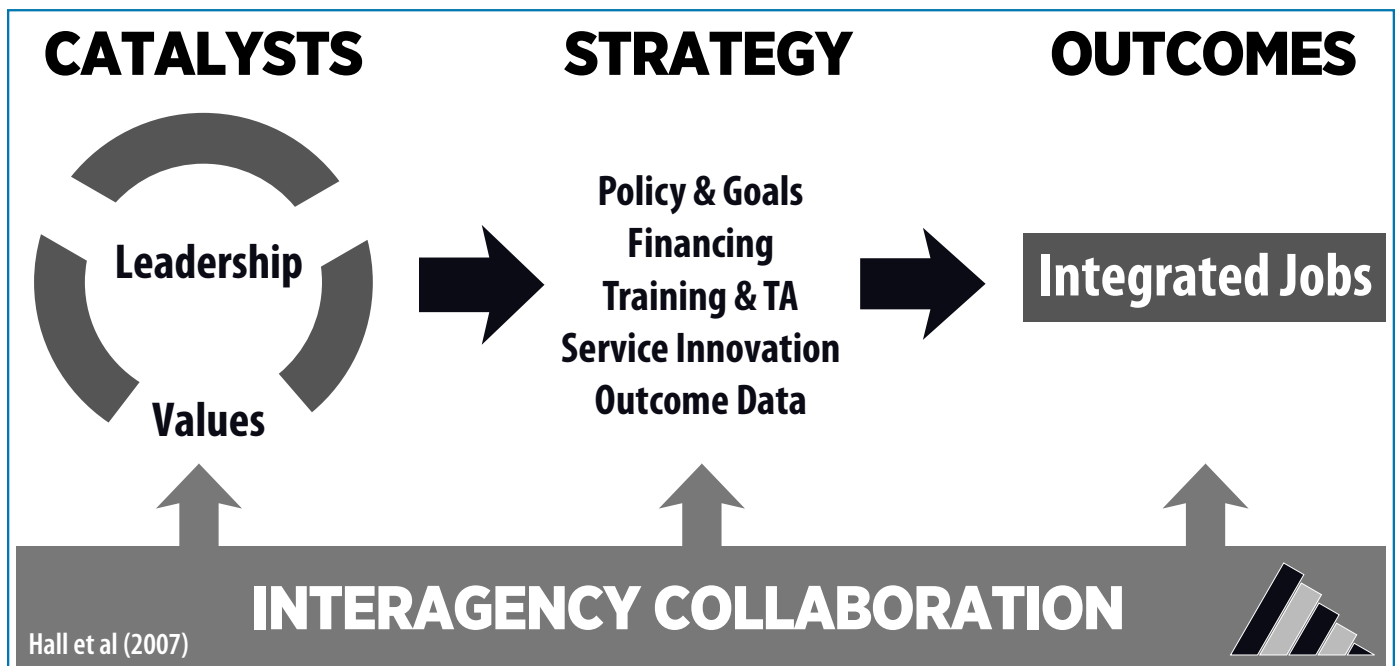 CATALYSTS
Leadership
Values
STRATEGY
Policy & Goals
Financing
Training & TA
Service Innovation
Outcome Data
OUTCOMES
Integrated Jobs
INTERAGENCY COLLABORATION
Hall et al (2007)